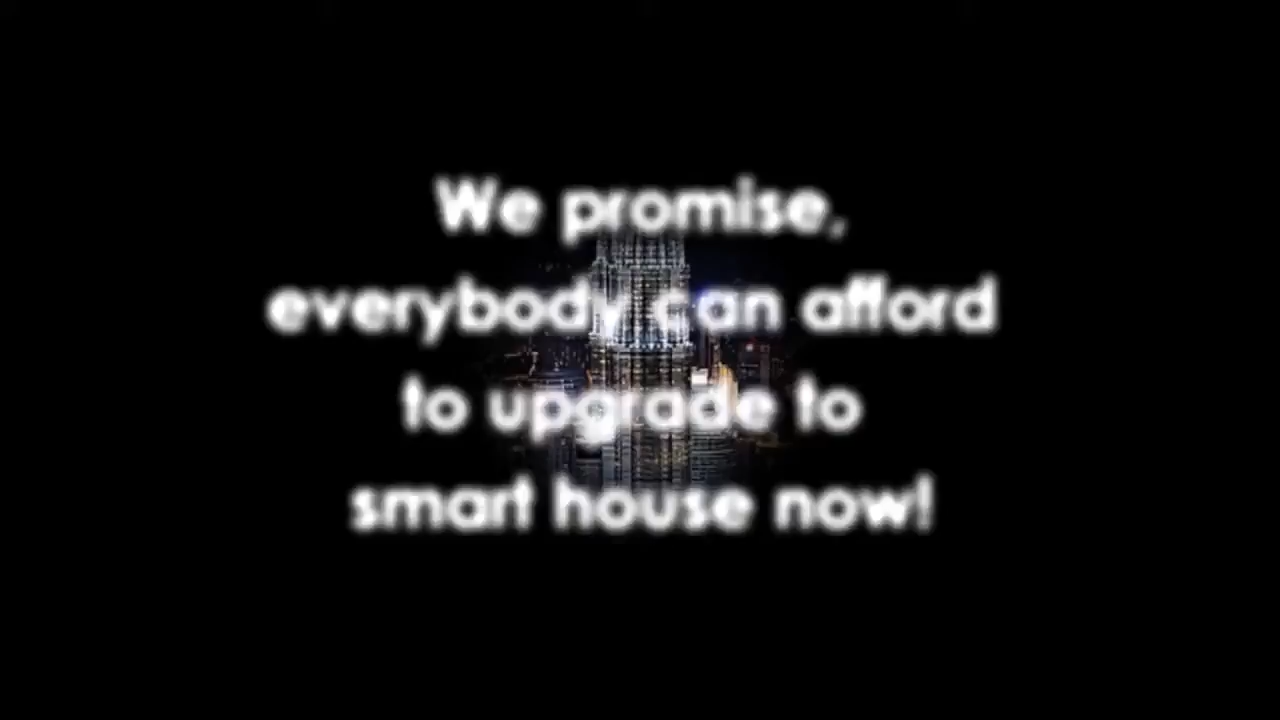 We promise,
everybody can afford
to upgrade to
smart house now!